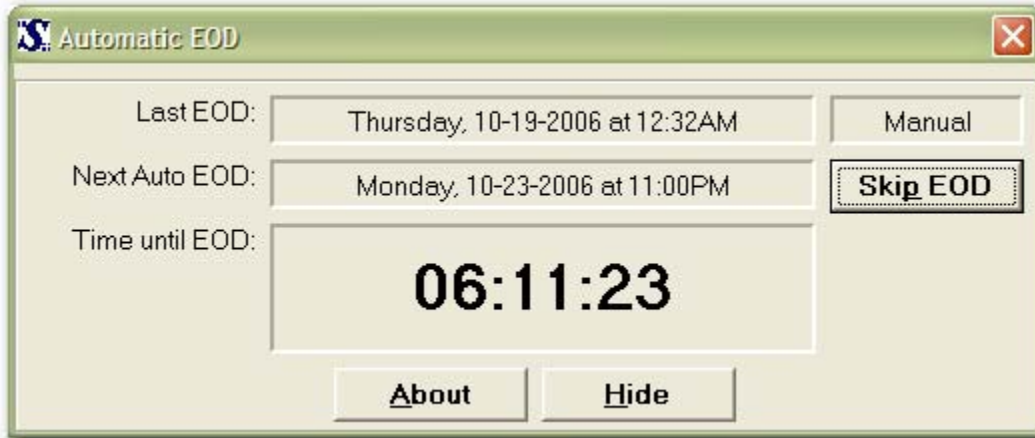 Automatic EOD
Last EOD: Thursday, 10-19-2006 at 12:32AM Manual
Next Auto EOD: Monday, 10-23-2006 at 11:00PM Skip EOD
Time until EOD: 06:11:23
About Hide